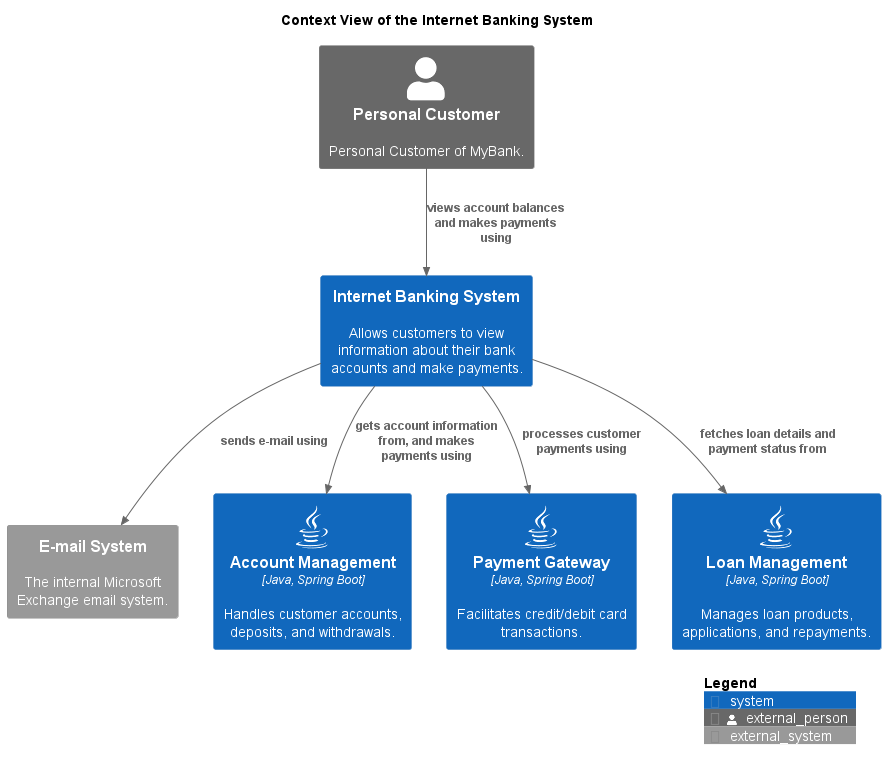 Context View of the Internet Banking System
Personal Customer
Personal Customer of MyBank.
views account balances
and makes payments
using
Internet Banking System
Allows customers to view
information about their bank
accounts and make payments.
sends e-mail using
gets account information
from, and makes
payments using
processes customer
payments using
fetches loan details and
payment status from
E-mail System
The internal Microsoft
Exchange email system.
Account Management
[Java, Spring Boot]
Handles customer accounts,
deposits, and withdrawals.
Payment Gateway
[Java, Spring Boot]
Facilitates credit/debit card
transactions.
Loan Management
[Java, Spring Boot]
Manages loan products,
applications, and repayments.
Legend
system
external_person
external_system